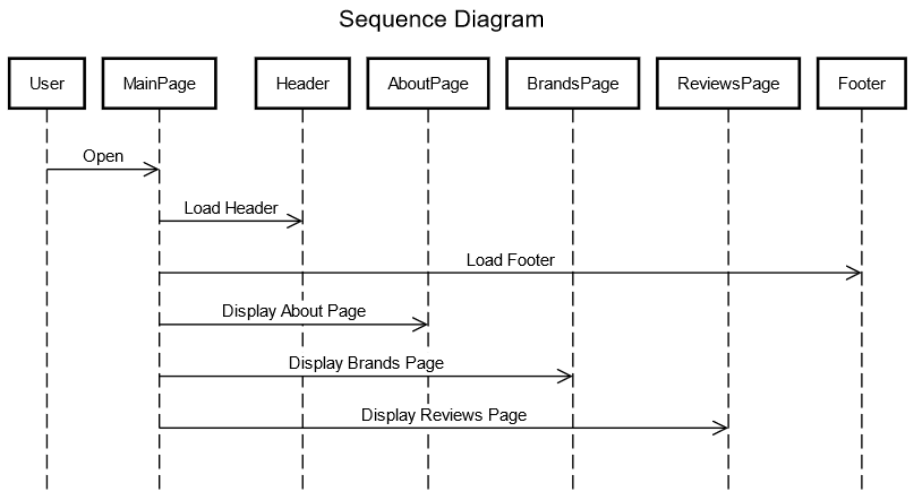 Sequence Diagram
User
MainPage
Header
AboutPage
BrandsPage
ReviewsPage
Footer
Open
Load Header
Load Footer
Display About Page
Display Brands Page
Display Reviews Page